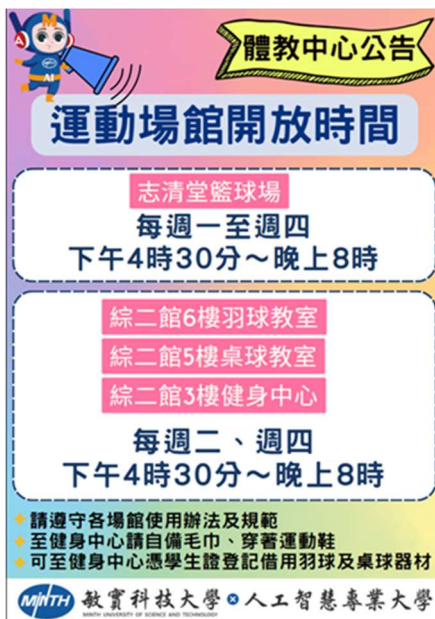 體教中心公告
運動場館開放時間
志清堂籃球場
每週一至週四
下午4時30分～晚上8時
綜二館6樓羽球教室
綜二館5樓桌球教室
綜二館3樓健身中心
每週二、週四
下午4時30分～晚上8時
請遵守各場館使用辦法及規範
至健身中心請自備毛巾、穿著運動鞋
可至健身中心憑學生證登記借用羽球及桌球器材
MINTH 敏實科技大學 人工智慧專業大學
MINTH UNIVERSITY OF SCIENCE AND TECHNOLOGY
M
A
AI